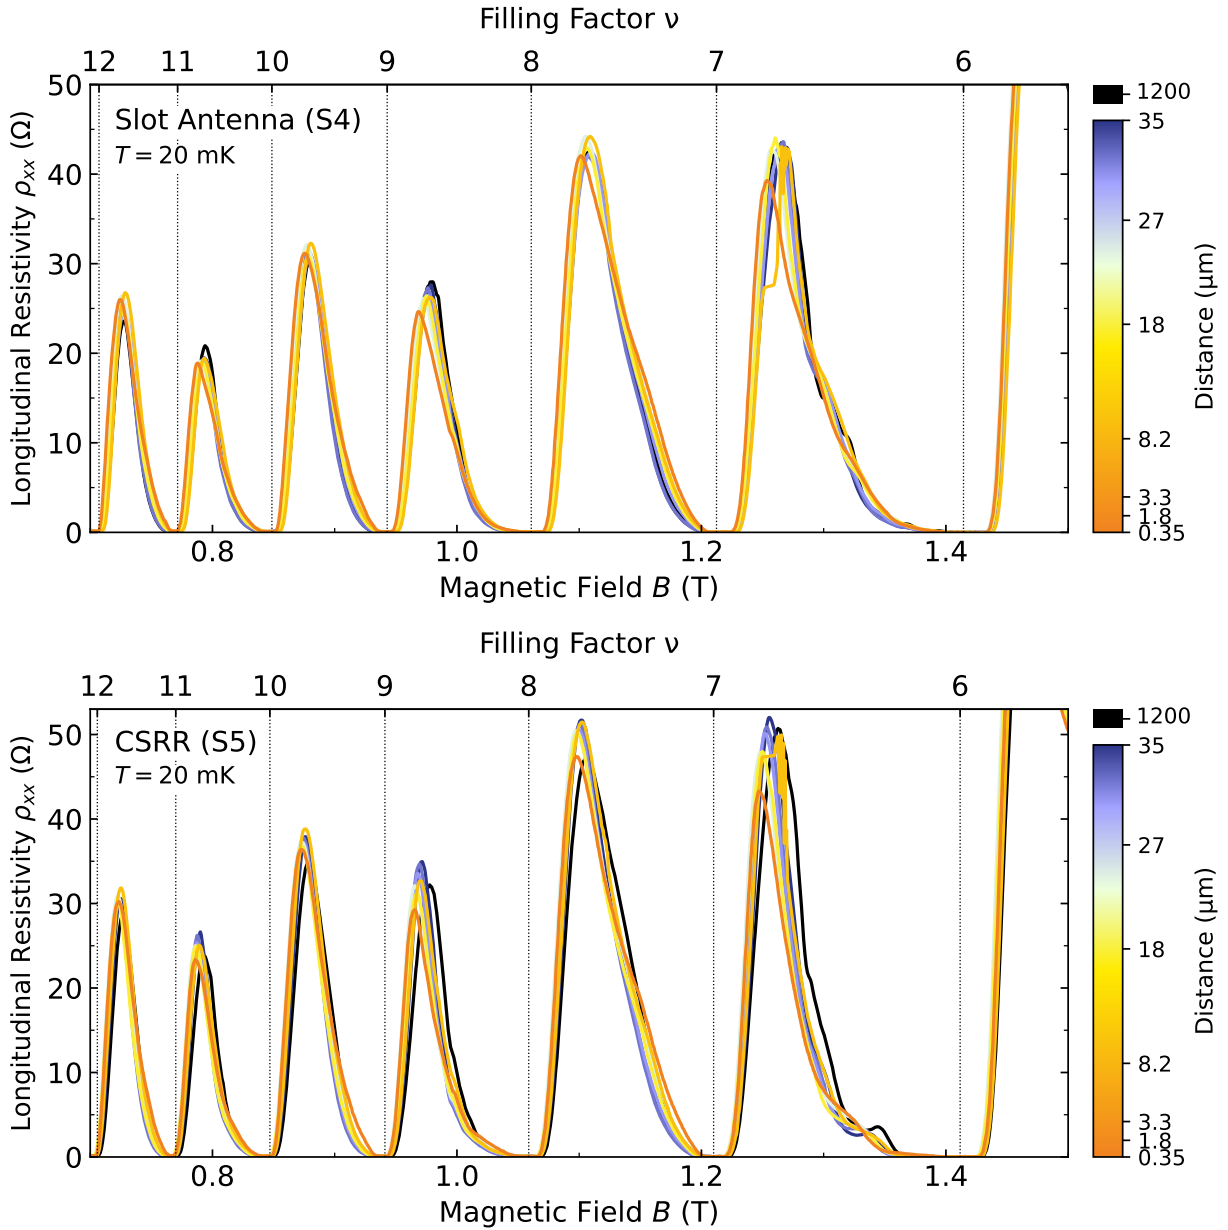 Filling Factor ν
12 11 10 9 8 7 6
50
40
30
20
10
0
Longitudinal Resistivity ρxx (Ω)
Slot Antenna (S4)
T = 20 mK
0.8 1.0 1.2 1.4
Magnetic Field B (T)
1200
35
27
18
8.2
3.3
1.8
0.35
Distance (μm)
Filling Factor ν
12 11 10 9 8 7 6
50
40
30
20
10
0
Longitudinal Resistivity ρxx (Ω)
CSRR (S5)
T = 20 mK
0.8 1.0 1.2 1.4
Magnetic Field B (T)
1200
35
27
18
8.2
3.3
1.8
0.35
Distance (μm)